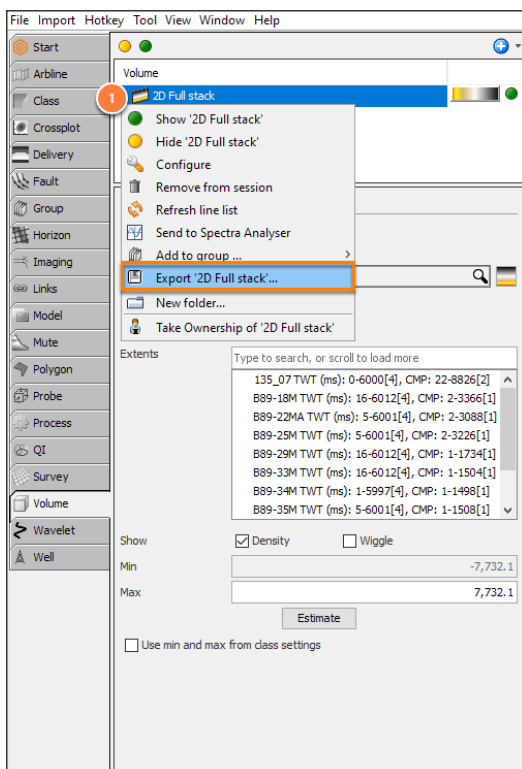 File Import Hotkey Tool View Window Help
Start
Arbline
Class
Crossplot
Delivery
Fault
Group
Horizon
Imaging
Links
Model
Mute
Polygon
Probe
Process
QI
Survey
Volume
Wavelet
Well
Volume
1
2D Full stack
Show '2D Full stack'
Hide '2D Full stack'
Configure
Remove from session
Refresh line list
Send to Spectra Analyser
Add to group ...
Export '2D Full stack'...
New folder...
Take Ownership of '2D Full stack'
Extents
Type to search, or scroll to load more
135_07 TWT (ms): 0-6000[4], CMP: 22-8826[2]
B89-18M TWT (ms): 16-6012[4], CMP: 2-3366[1]
B89-22MA TWT (ms): 5-6001[4], CMP: 2-3088[1]
B89-25M TWT (ms): 5-6001[4], CMP: 2-3226[1]
B89-29M TWT (ms): 16-6012[4], CMP: 1-1734[1]
B89-33M TWT (ms): 16-6012[4], CMP: 1-1504[1]
B89-34M TWT (ms): 1-5997[4], CMP: 1-1498[1]
B89-35M TWT (ms): 5-6001[4], CMP: 1-1508[1]
Show Density Wiggle
Min -7,732.1
Max 7,732.1
Estimate
Use min and max from class settings